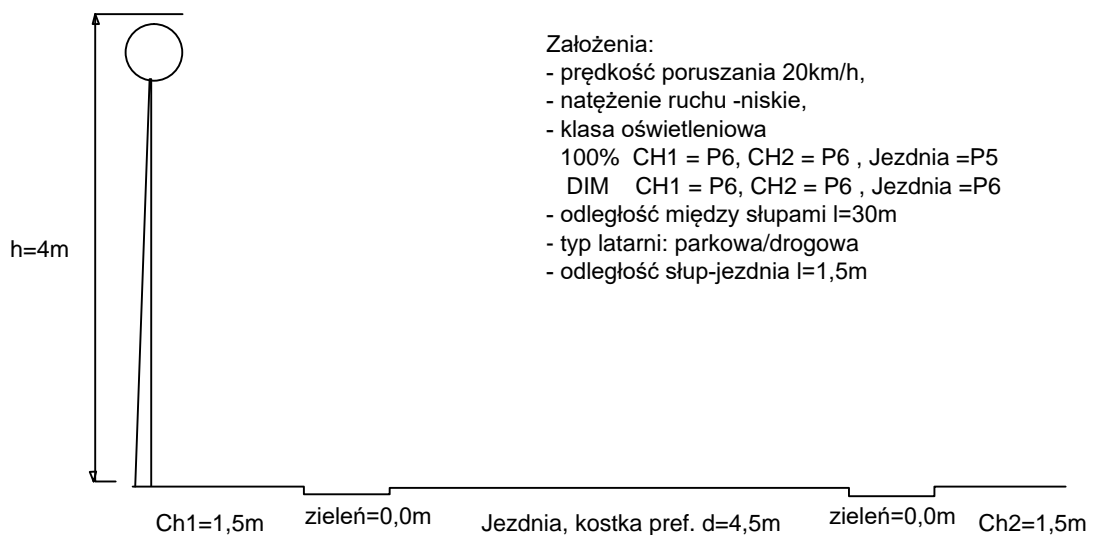 Założenia:
- prędkość poruszania 20km/h,
- natężenie ruchu -niskie,
- klasa oświetleniowa
100% CH1 = P6, CH2 = P6 , Jezdnia =P5
DIM CH1 = P6, CH2 = P6 , Jezdnia =P6
- odległość między słupami l=30m
- typ latarni: parkowa/drogowa
- odległość słup-jezdnia l=1,5m
h=4m
Ch1=1,5m zieleń=0,0m Jezdnia, kostka pref. d=4,5m zieleń=0,0m Ch2=1,5m